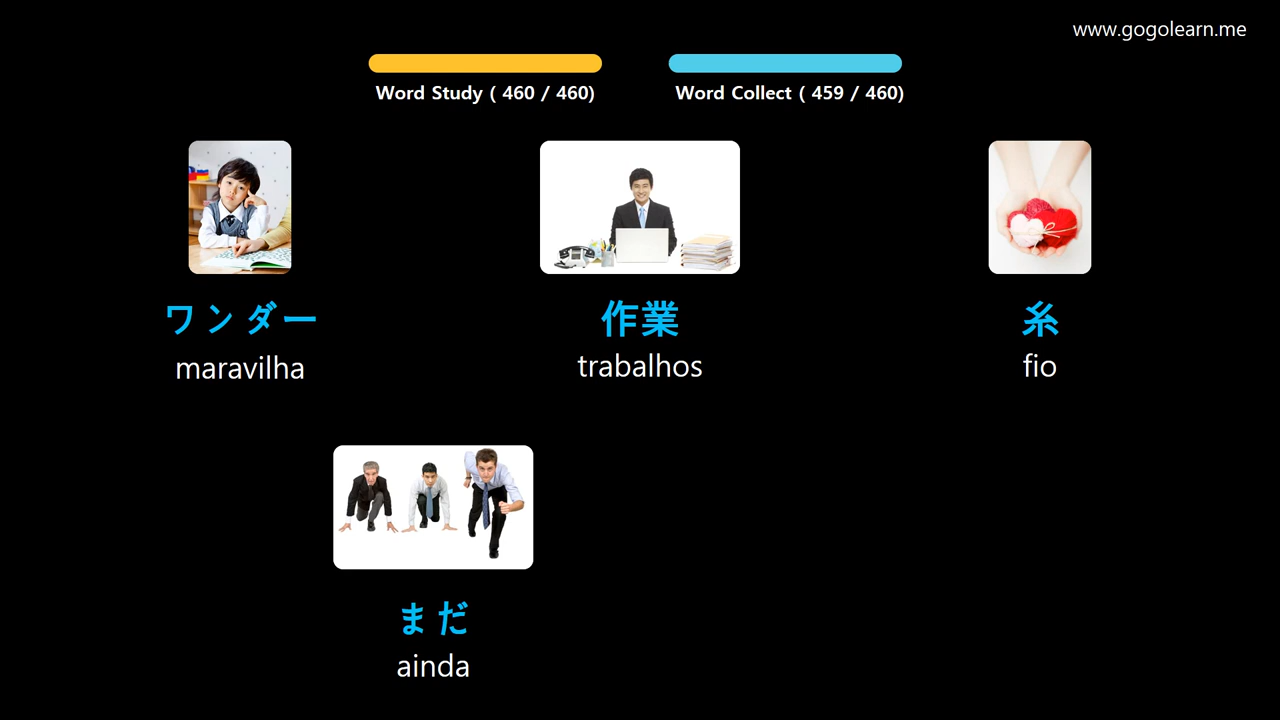 www.gogolearn.me
Word Study ( 460 / 460)
Word Collect ( 459 / 460)
ワンダー
maravilha
作業
trabalhos
糸
fio
まだ
ainda